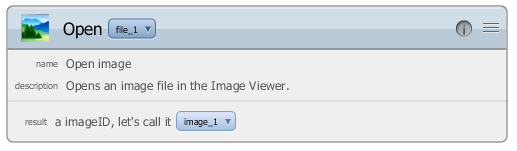 Open file_1
name Open image
description Opens an image file in the Image Viewer.
result a imageID, let's call it image_1